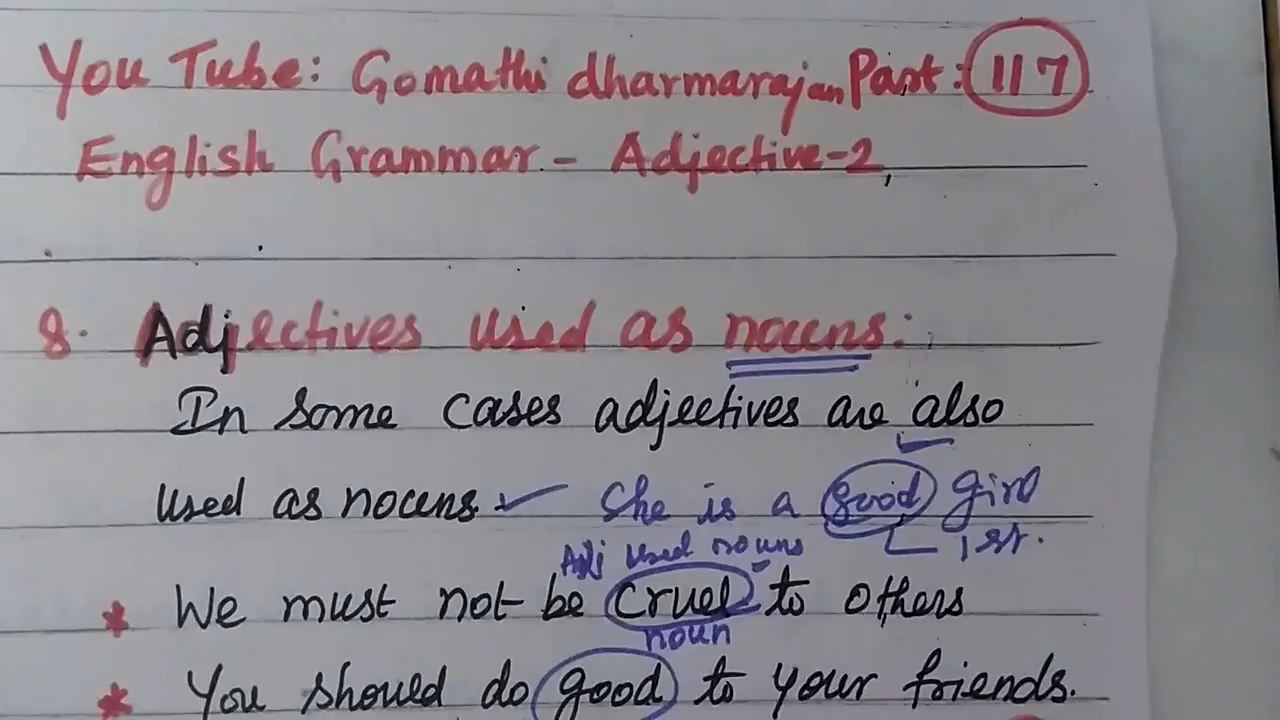 You Tube: Gomathi dharmarajan Part: 117
English Grammar - Adjective-2,
8. Adjectives used as nouns:
In some cases adjectives are also
used as nouns. She is a good girl
Adj used nouns 1st.
* We must not be cruel to others
noun
* You should do good to your friends.